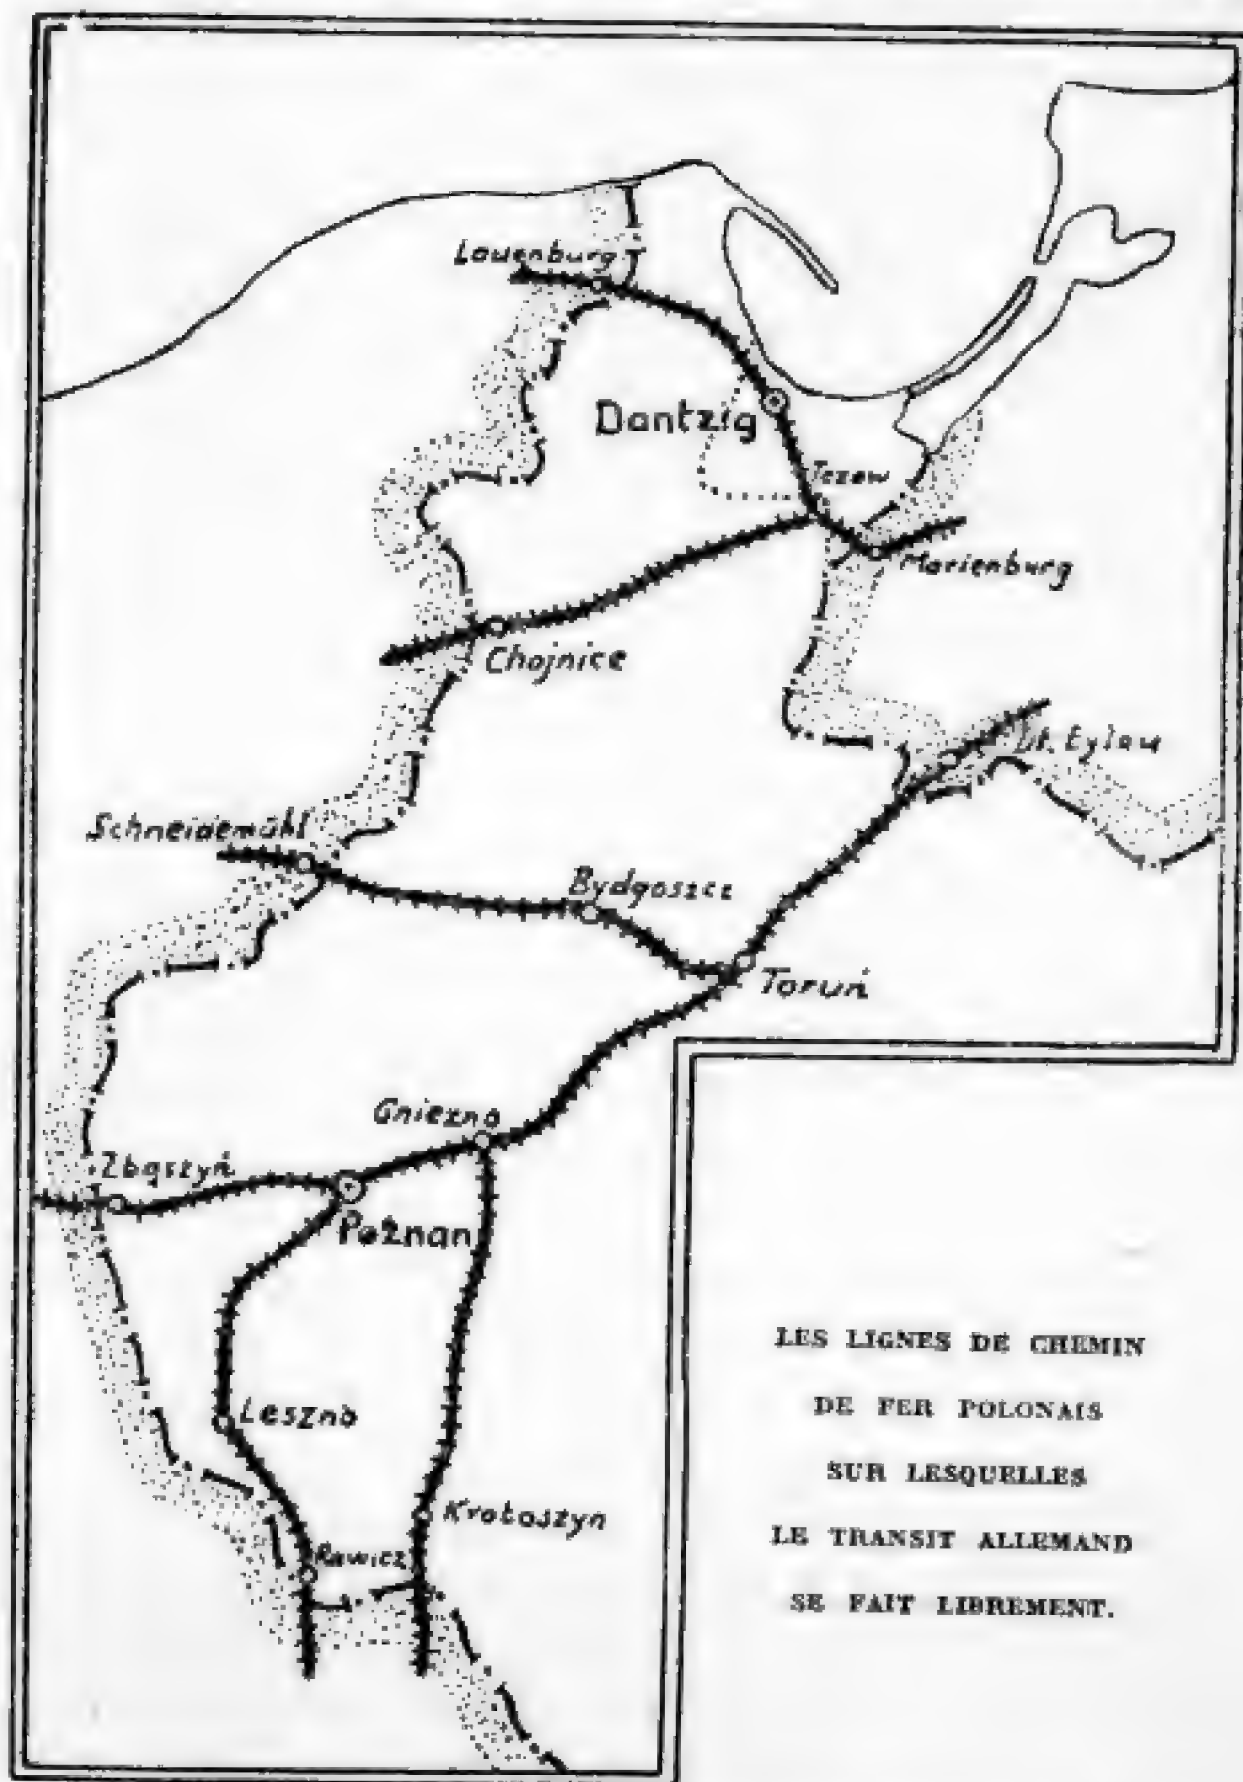 Lauenburg
Dantzig
Tczew
Marienburg
Chojnice
Dt. Eylau
Schneidemühl
Bydgoszcz
Toruń
Gniezno
Zbąszyń
Poznan
Leszno
Krotoszyn
Rawicz
LES LIGNES DE CHEMIN
DE FER POLONAIS
SUR LESQUELLES
LE TRANSIT ALLEMAND
SE FAIT LIBREMENT.